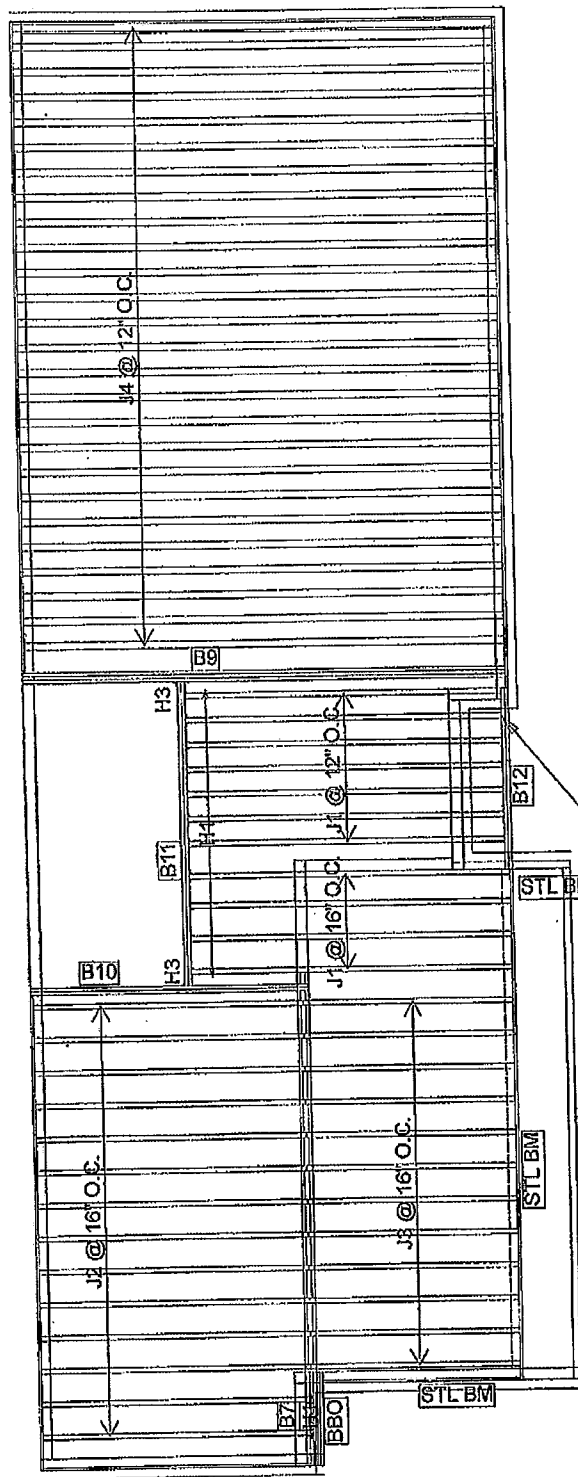 J4 @ 12" O.C.
B9
H3
J1 @ 12" O.C.
H1
B11
B12
J1 @ 16" O.C.
STL B
H3
B10
J2 @ 16" O.C.
J3 @ 16" O.C.
STL BM
STL BM
B7
BBO